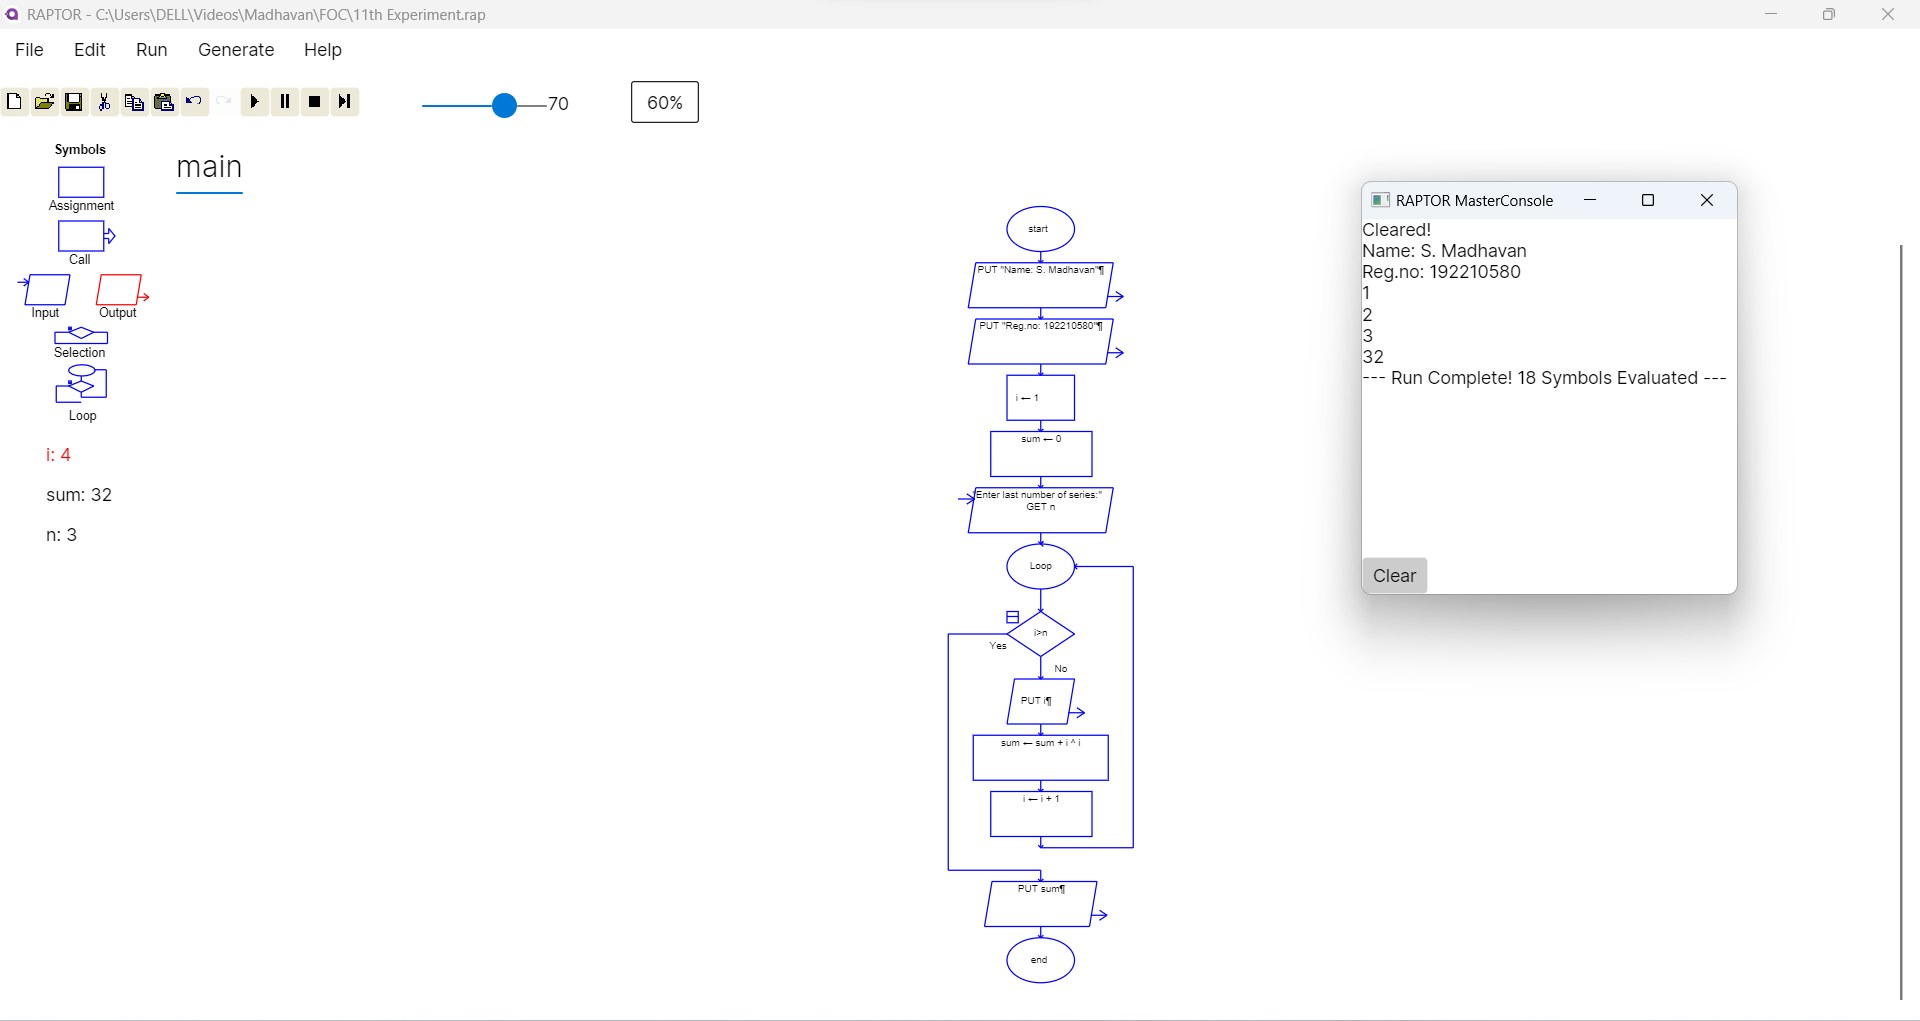 RAPTOR - C:\Users\DELL\Videos\Madhavan\FOC\11th Experiment.rap
File Edit Run Generate Help
70
60%
Symbols
Assignment
Call
Input Output
Selection
Loop
i: 4
sum: 32
n: 3
main
start
PUT "Name: S. Madhavan"¶
PUT "Reg.no: 192210580"¶
i ← 1
sum ← 0
"Enter last number of series:"
GET n
Loop
i>n
Yes
No
PUT i¶
sum ← sum + i ^ i
i ← i + 1
PUT sum¶
end
RAPTOR MasterConsole
Cleared!
Name: S. Madhavan
Reg.no: 192210580
1
2
3
32
--- Run Complete! 18 Symbols Evaluated ---
Clear